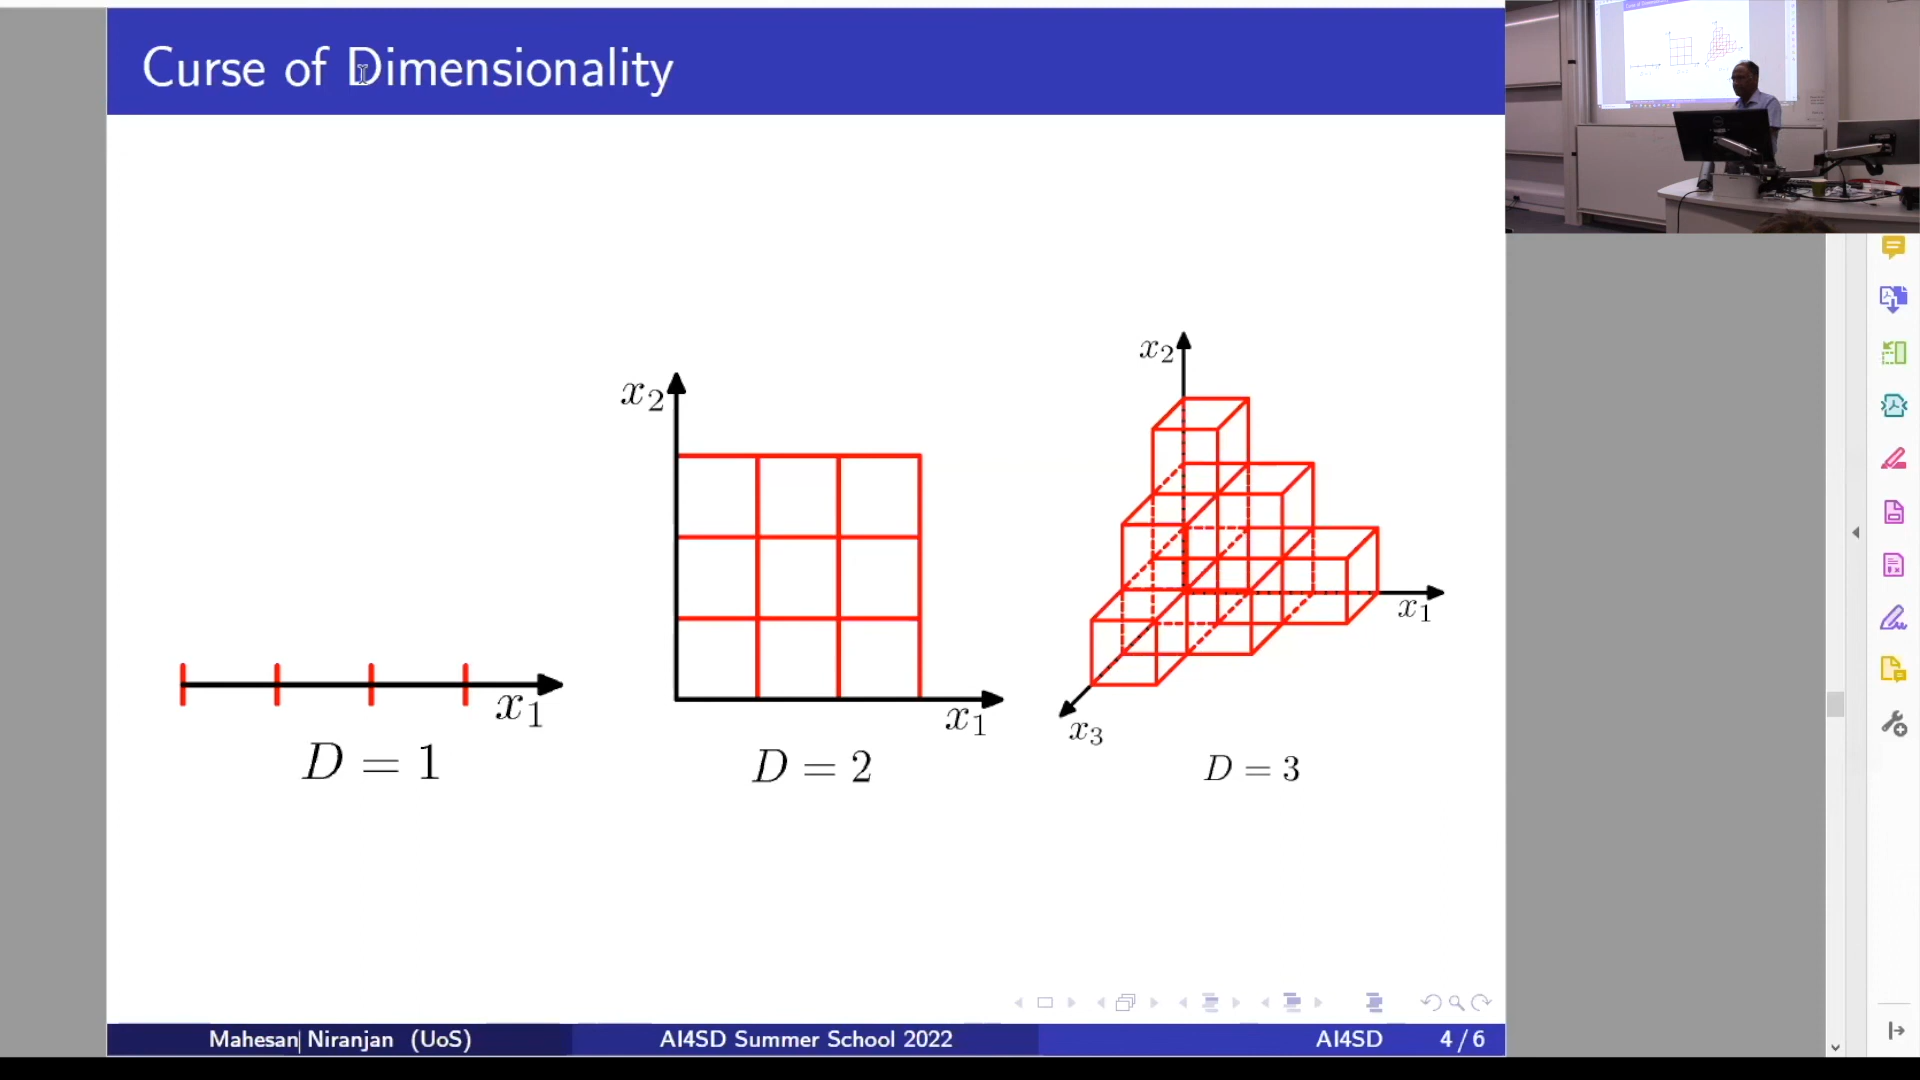 Curse of Dimensionality
x₁
D = 1
x₂
x₁
D = 2
x₂
x₁
x₃
D = 3
Mahesan Niranjan (UoS) AI4SD Summer School 2022 AI4SD 4 / 6